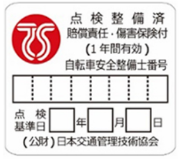 TS
点検整備済
賠償責任・傷害保険付
(1年間有効)
自転車安全整備士番号
点検
基準日 年 月 日
(公財)日本交通管理技術協会